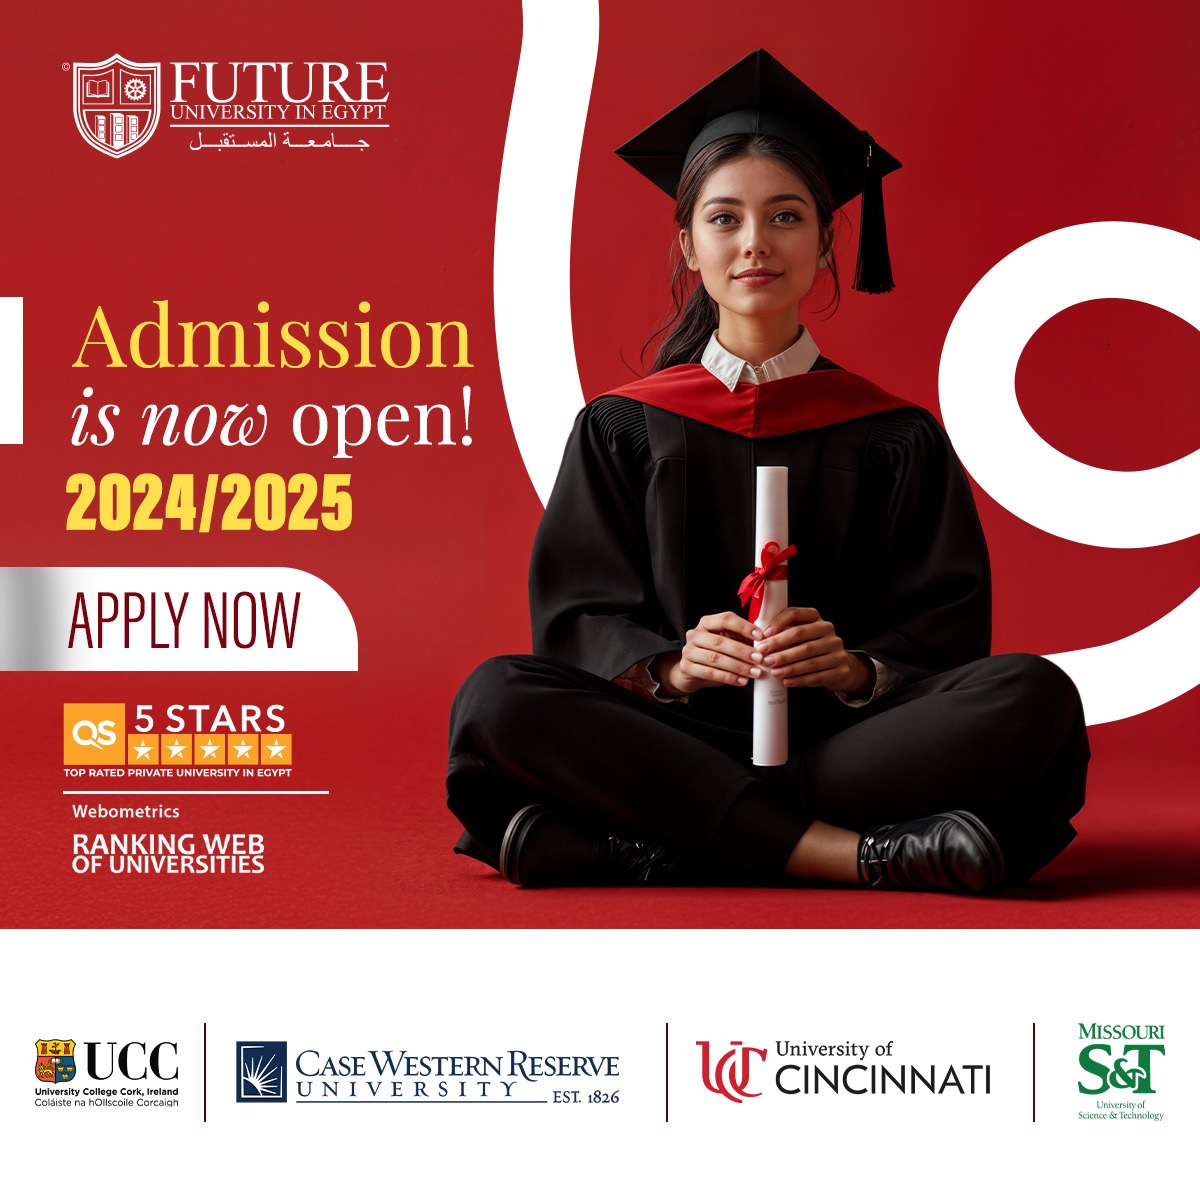 ©
FUTURE
UNIVERSITY IN EGYPT
جـامـعـة المستقبـل
Admission
is now open!
2024/2025
APPLY NOW
QS 5 STARS
TOP RATED PRIVATE UNIVERSITY IN EGYPT
Webometrics
RANKING WEB
OF UNIVERSITIES
UCC
University College Cork, Ireland
Coláiste na hOllscoile Corcaigh
CASE WESTERN RESERVE
UNIVERSITY
EST. 1826
UC
University of
CINCINNATI
MISSOURI
S&T
University of
Science & Technology